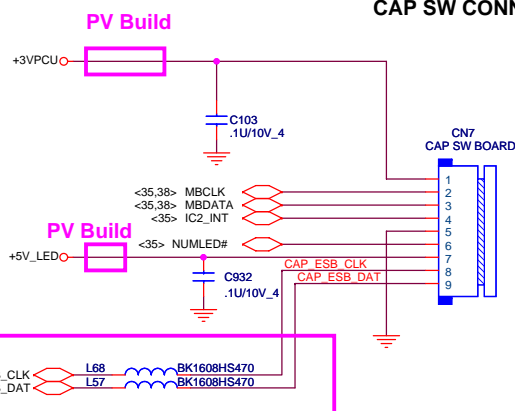 CAP SW CONN
PV Build
+3VPCU
C103
.1U/10V_4
CN7
CAP SW BOARD
<35,38> MBCLK
<35,38> MBDATA
<35> IC2_INT
<35> NUMLED#
1
2
3
4
5
6
7
8
9
PV Build
+5V_LED
CAP_ESB_CLK
CAP_ESB_DAT
C932
.1U/10V_4
_CLK L68 BK1608HS470
_DAT L57 BK1608HS470